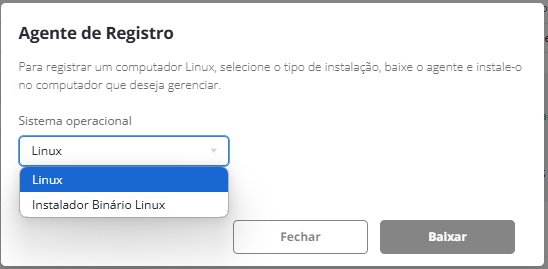 Agente de Registro
Para registrar um computador Linux, selecione o tipo de instalação, baixe o agente e instale-o
no computador que deseja gerenciar.
Sistema operacional
Linux
Linux
Instalador Binário Linux
Fechar
Baixar